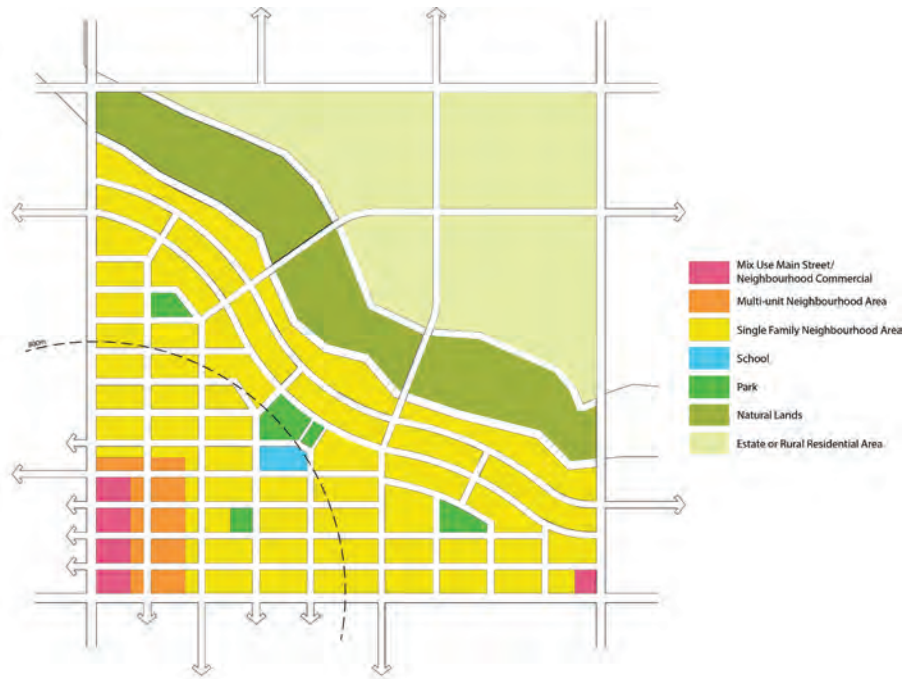 Mix Use Main Street/
Neighbourhood Commercial
Multi-unit Neighbourhood Area
Single Family Neighbourhood Area
800m
School
Park
Natural Lands
Estate or Rural Residential Area